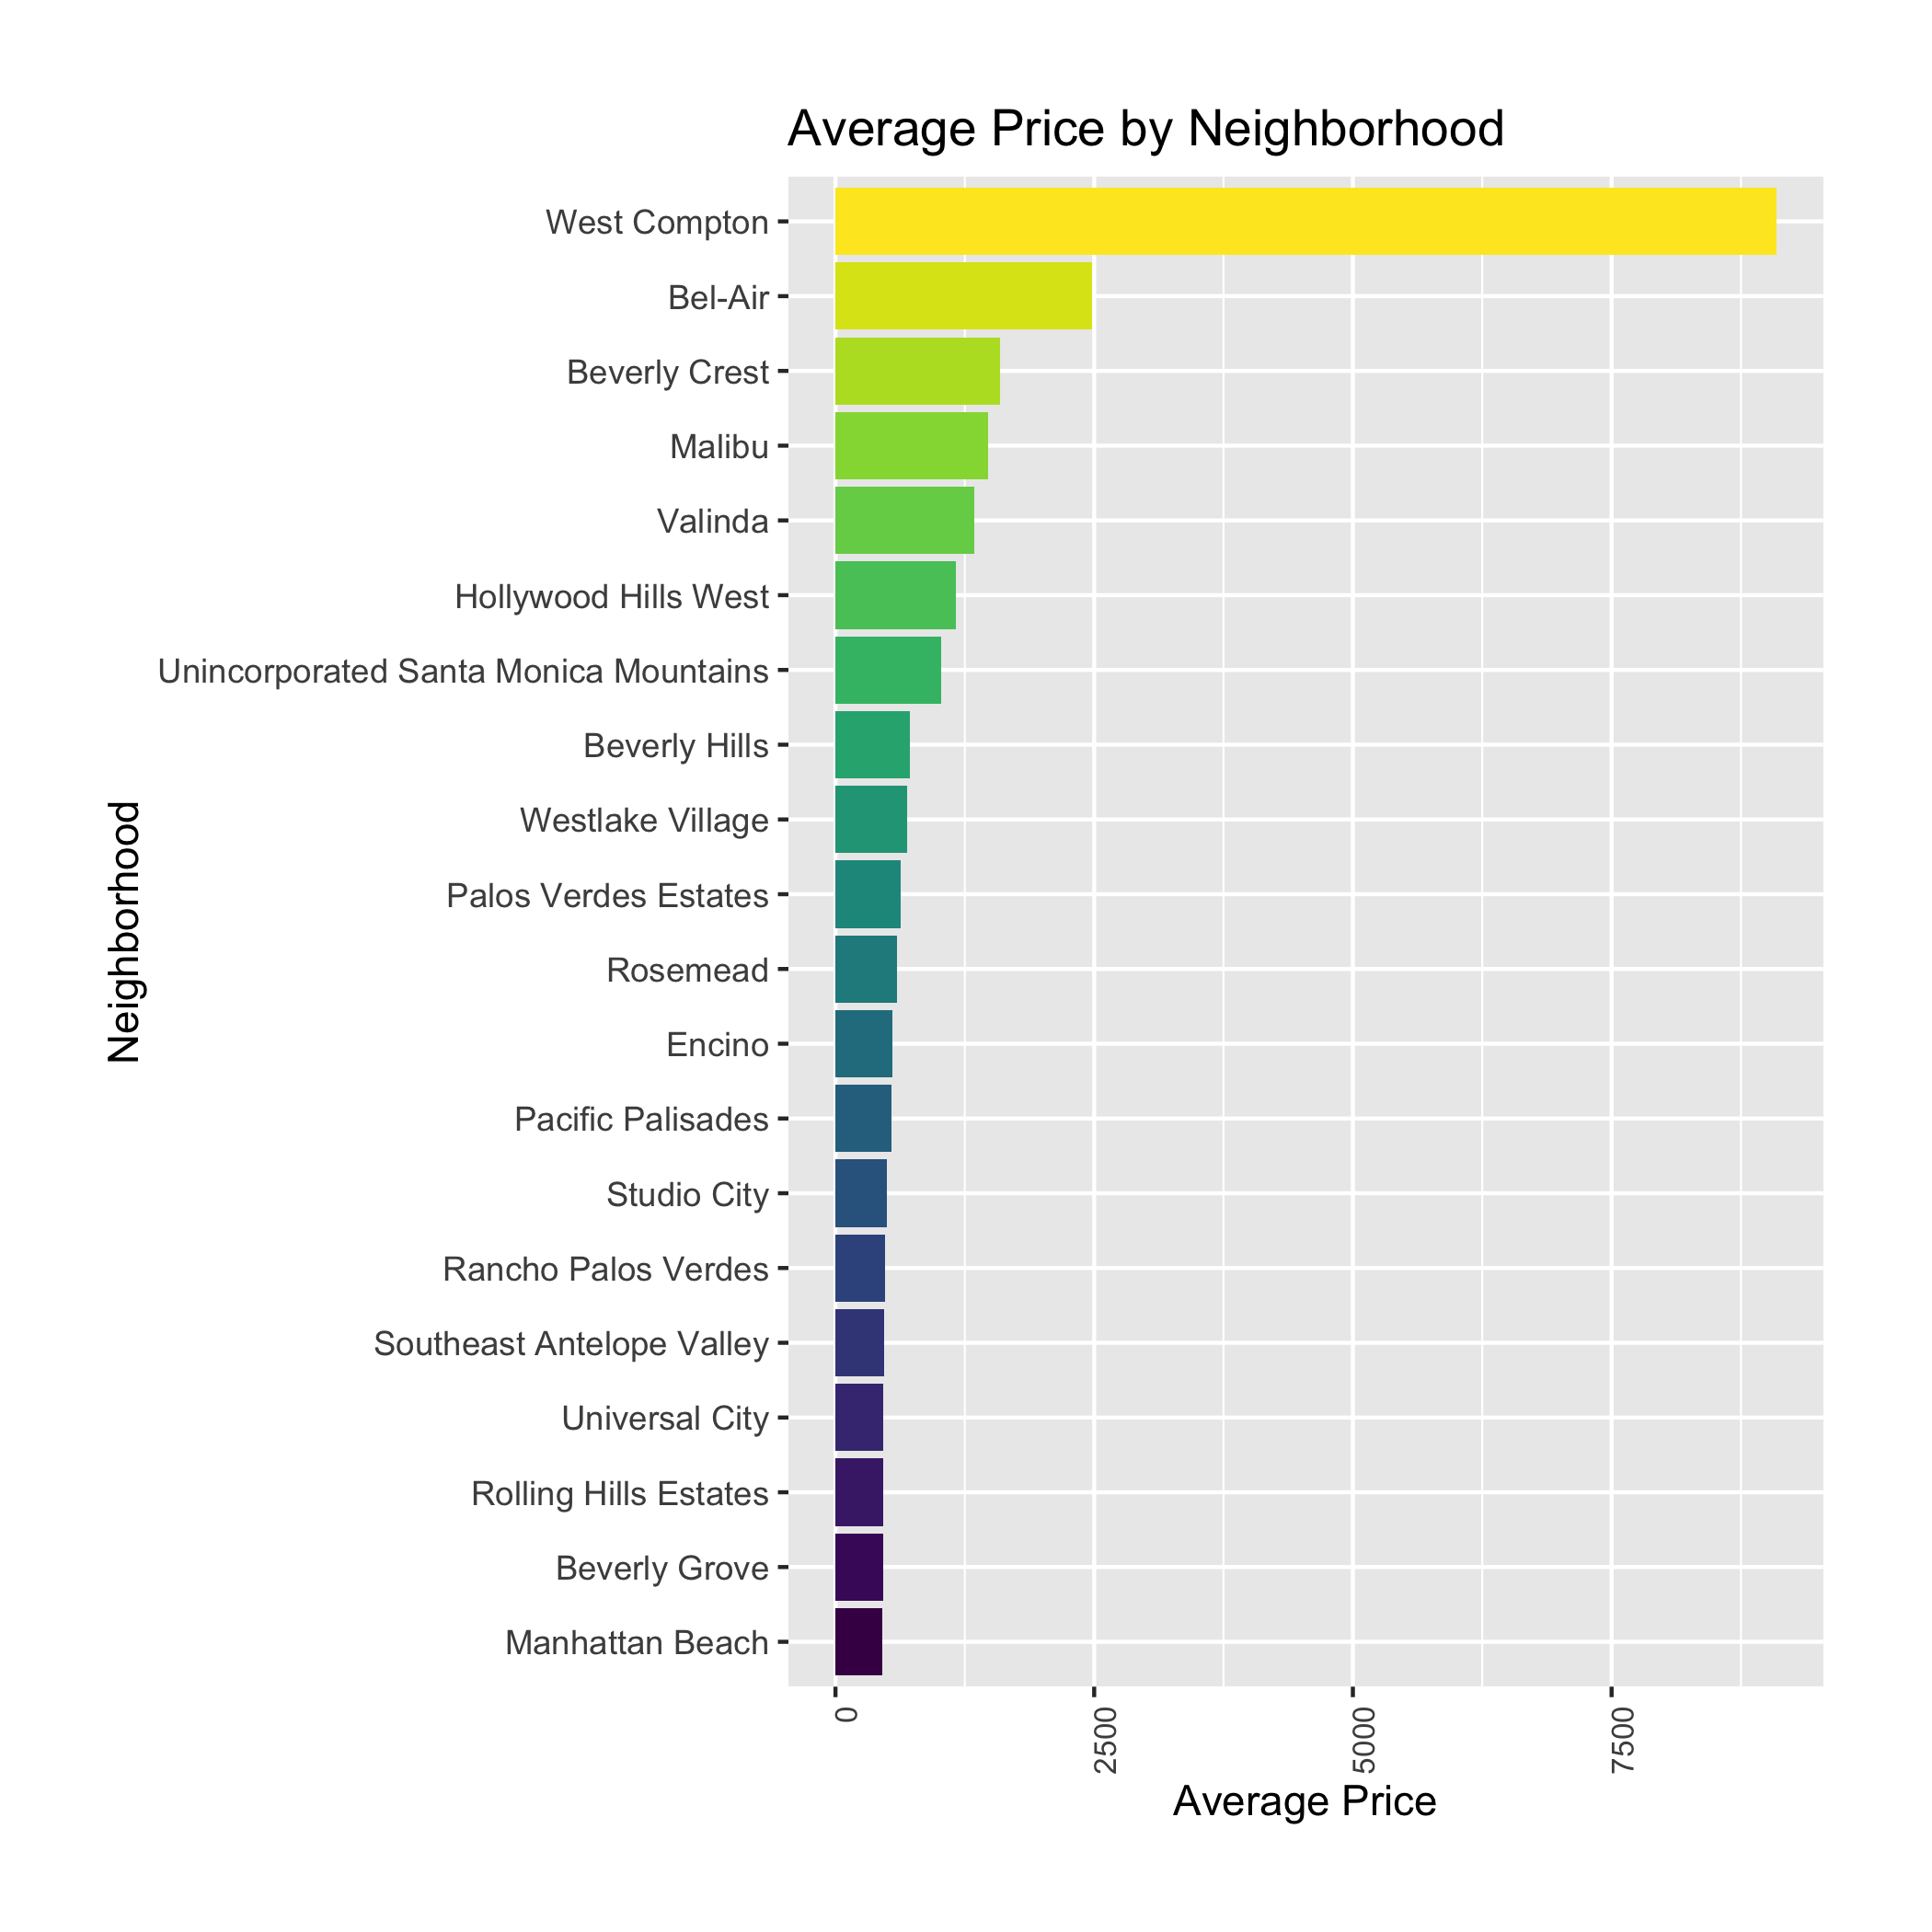 Average Price by Neighborhood
Neighborhood
West Compton
Bel-Air
Beverly Crest
Malibu
Valinda
Hollywood Hills West
Unincorporated Santa Monica Mountains
Beverly Hills
Westlake Village
Palos Verdes Estates
Rosemead
Encino
Pacific Palisades
Studio City
Rancho Palos Verdes
Southeast Antelope Valley
Universal City
Rolling Hills Estates
Beverly Grove
Manhattan Beach
0
2500
5000
7500
Average Price